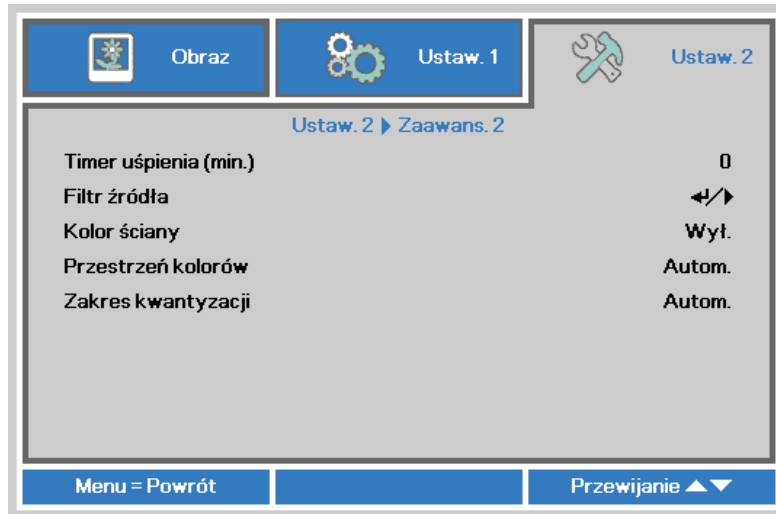 Obraz
Ustaw. 1
Ustaw. 2
Ustaw. 2 Zaawans. 2
Timer uśpienia (min.) 0
Filtr źródła
Kolor ściany Wył.
Przestrzeń kolorów Autom.
Zakres kwantyzacji Autom.
Menu = Powrót
Przewijanie